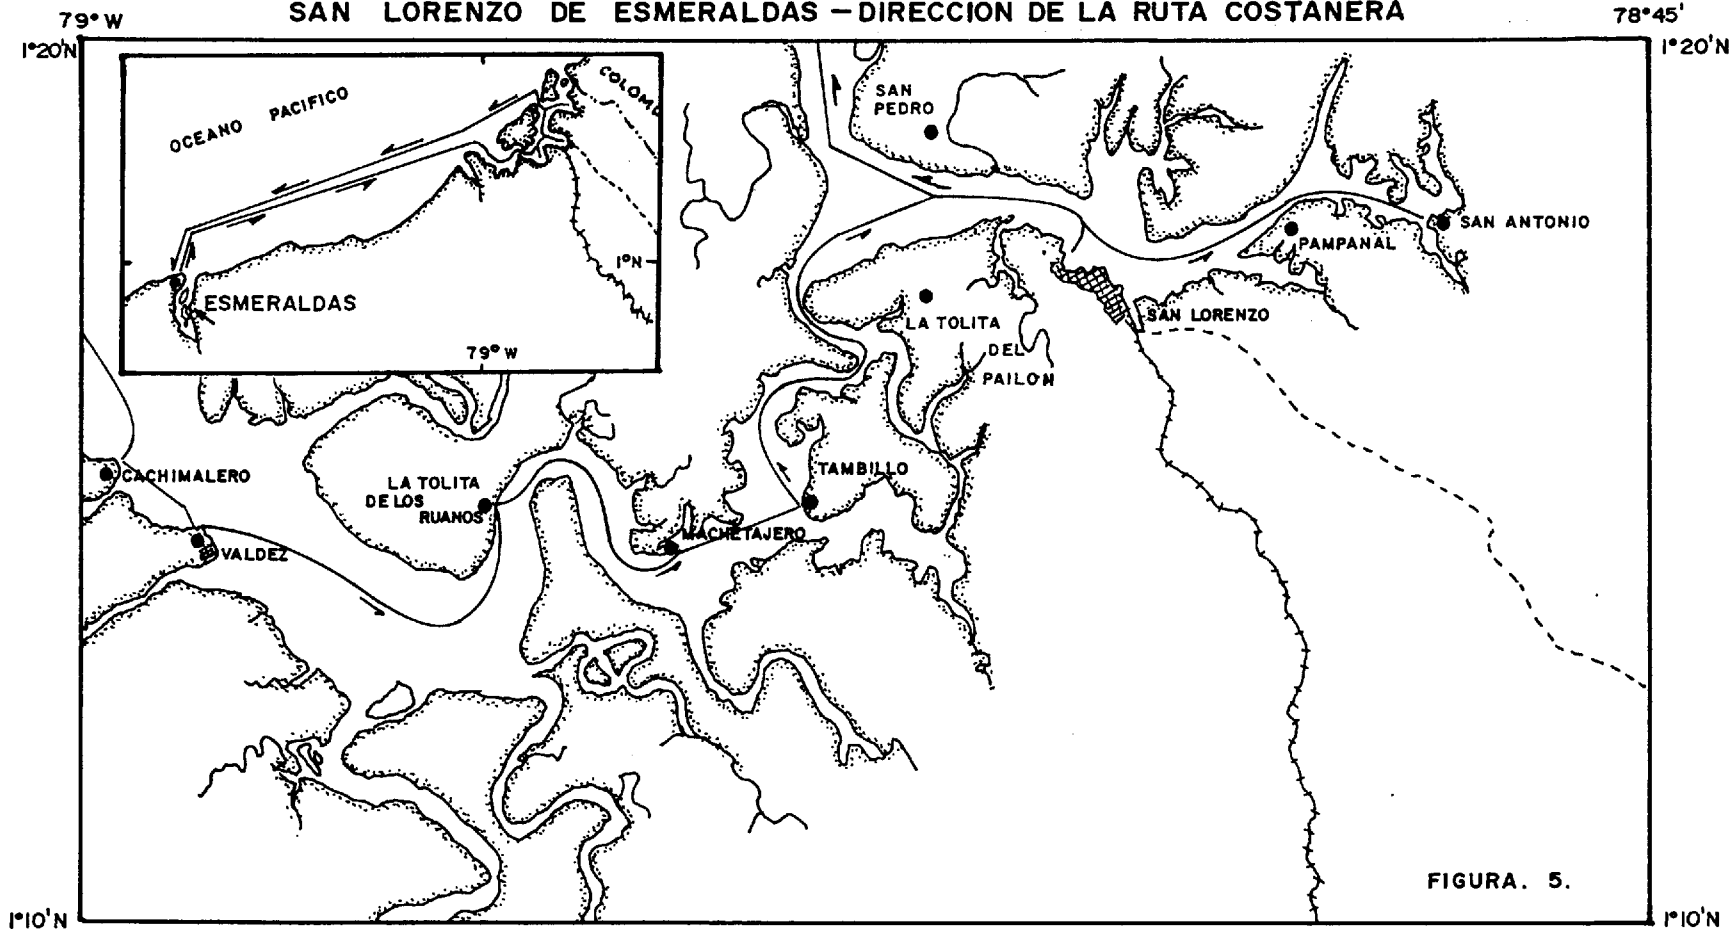 SAN LORENZO DE ESMERALDAS — DIRECCION DE LA RUTA COSTANERA
79° W
78°45'
1°20'N
1°20'N
OCEANO PACIFICO
COLOM
1°N
ESMERALDAS
79° W
SAN
PEDRO
SAN ANTONIO
PAMPANAL
SAN LORENZO
LA TOLITA
DEL
PAILON
CACHIMALERO
LA TOLITA
DE LOS
RUANOS
TAMBILLO
MACHETAJERO
VALDEZ
FIGURA. 5.
1°10'N
1°10'N